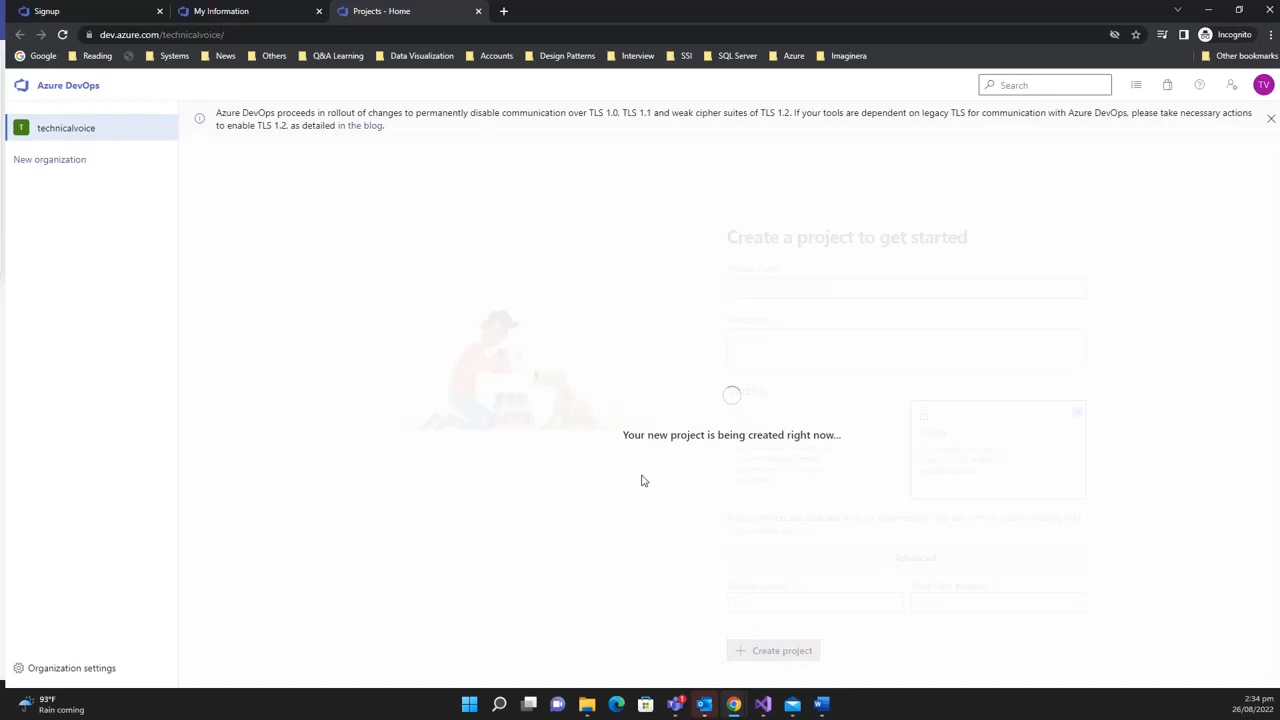 Signup
My Information
Projects - Home
dev.azure.com/technicalvoice/
Incognito
Google
Reading
Systems
News
Others
Q&A Learning
Data Visualization
Accounts
Design Patterns
Interview
SSI
SQL Server
Azure
Imaginera
Other bookmarks
Azure DevOps
Search
TV
T
technicalvoice
New organization
Azure DevOps proceeds in rollout of changes to permanently disable communication over TLS 1.0, TLS 1.1 and weak cipher suites of TLS 1.2. If your tools are dependent on legacy TLS for communication with Azure DevOps, please take necessary actions
to enable TLS 1.2, as detailed in the blog.
Create a project to get started
Your new project is being created right now...
Advanced
Create project
Organization settings
93°F
Rain coming
1
2:34 pm
26/08/2022